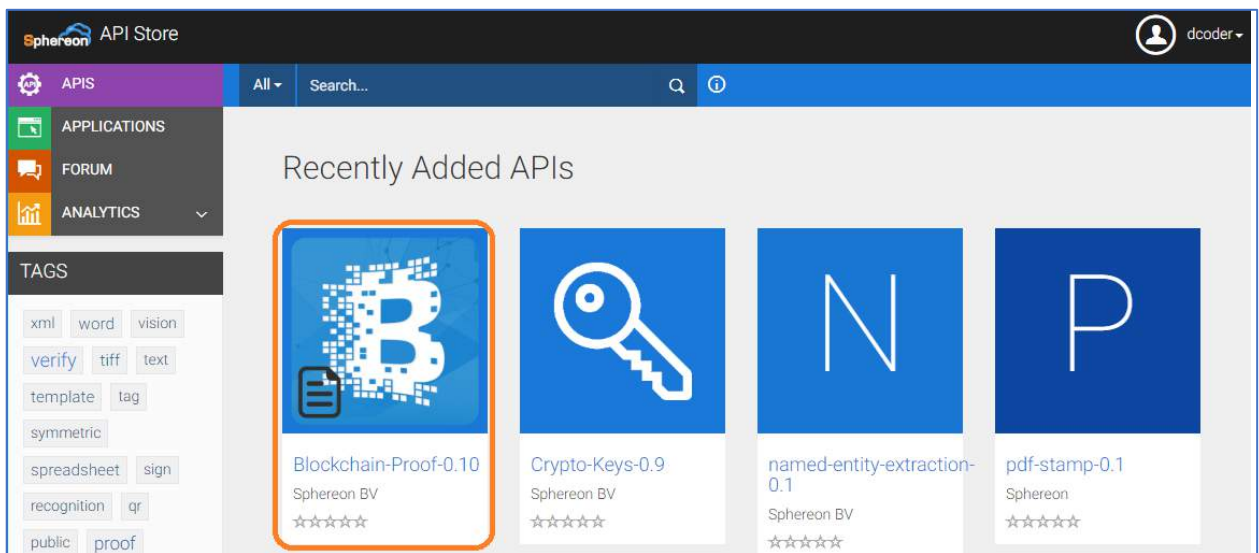 Sphereon API Store
dcoder
APIS
All
Search...
APPLICATIONS
FORUM
ANALYTICS
TAGS
xml word vision
verify tiff text
template tag
symmetric
spreadsheet sign
recognition qr
public proof
Recently Added APIs
B
Blockchain-Proof-0.10
Sphereon BV
Crypto-Keys-0.9
Sphereon BV
N
named-entity-extraction-
0.1
Sphereon BV
P
pdf-stamp-0.1
Sphereon